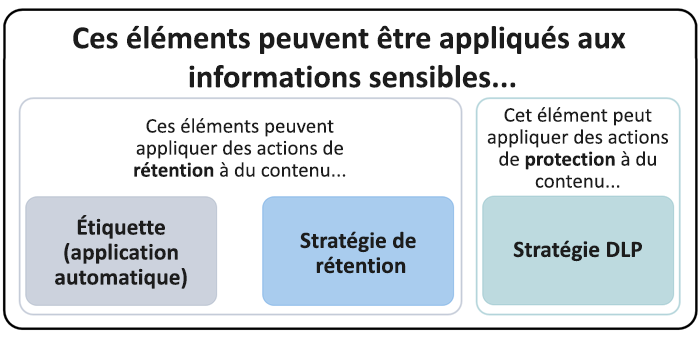 Ces éléments peuvent être appliqués aux
informations sensibles...
Ces éléments peuvent
appliquer des actions de
rétention à du contenu...
Cet élément peut
appliquer des actions
de protection à du
contenu...
Étiquette
(application
automatique)
Stratégie de
rétention
Stratégie DLP